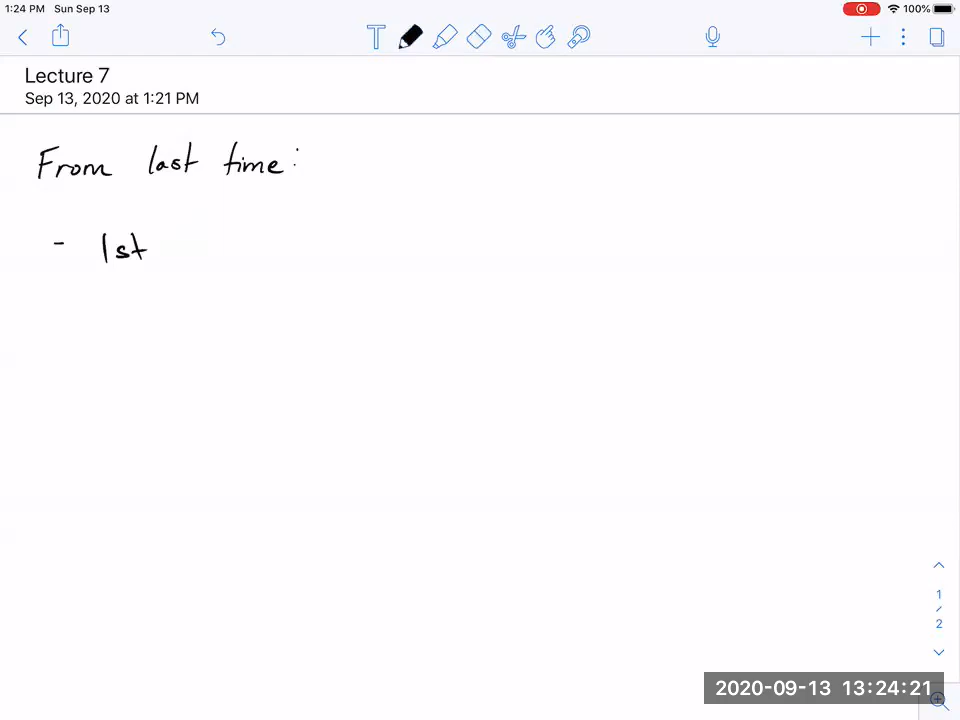 1:24 PM Sun Sep 13
100%
Lecture 7
Sep 13, 2020 at 1:21 PM
From last time:
- 1st
1
/
2
2020-09-13 13:24:21